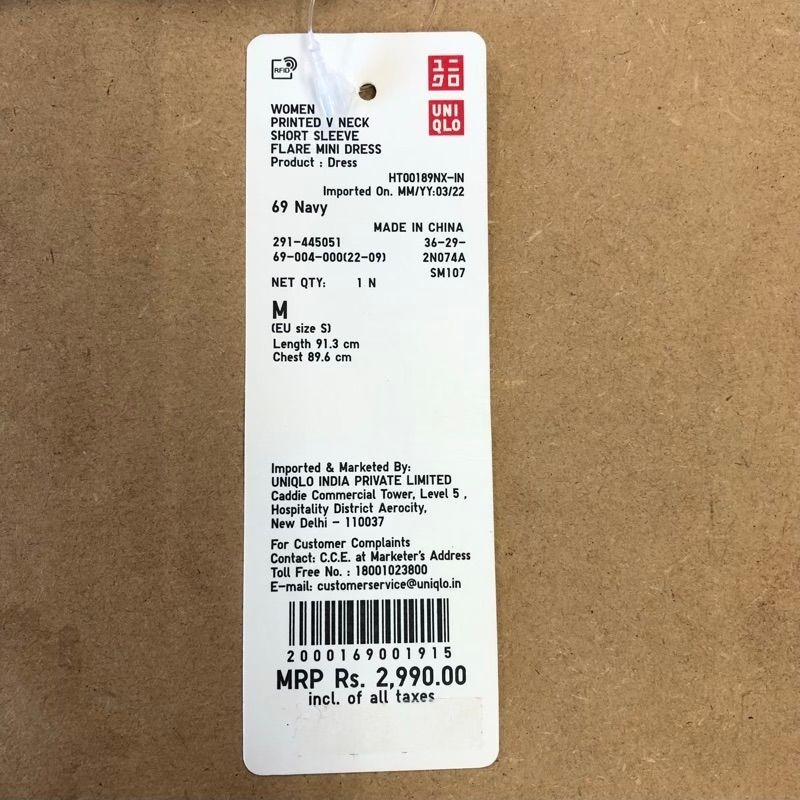 RFID
ユニ
クロ
UNI
QLO
WOMEN
PRINTED V NECK
SHORT SLEEVE
FLARE MINI DRESS
Product : Dress
HT00189NX-IN
Imported On. MM/YY:03/22
69 Navy
MADE IN CHINA
291-445051 36-29-
69-004-000(22-09) 2N074A
SM107
NET QTY: 1 N
M
(EU size S)
Length 91.3 cm
Chest 89.6 cm
Imported & Marketed By:
UNIQLO INDIA PRIVATE LIMITED
Caddie Commercial Tower, Level 5 ,
Hospitality District Aerocity,
New Delhi - 110037
For Customer Complaints
Contact: C.C.E. at Marketer's Address
Toll Free No. : 18001023800
E-mail: customerservice@uniqlo.in
2000169001915
MRP Rs. 2,990.00
incl. of all taxes